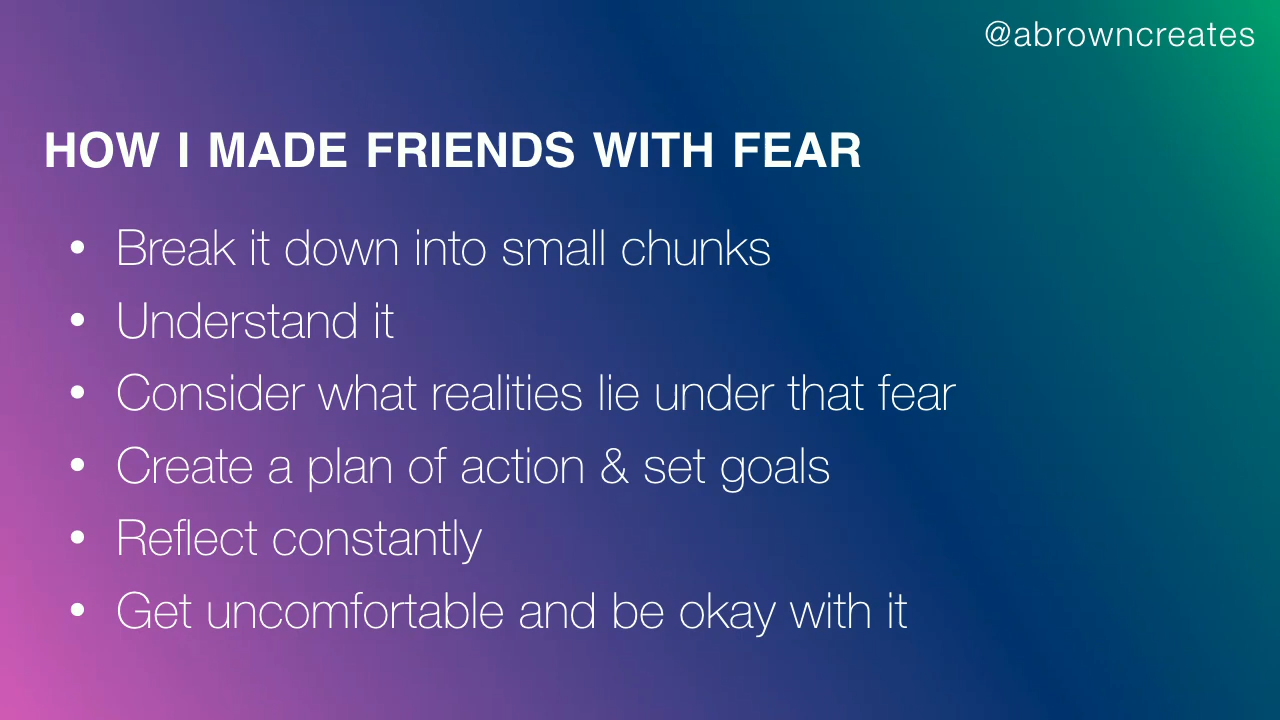 @abrowncreates
HOW I MADE FRIENDS WITH FEAR
• Break it down into small chunks
• Understand it
• Consider what realities lie under that fear
• Create a plan of action & set goals
• Reflect constantly
• Get uncomfortable and be okay with it